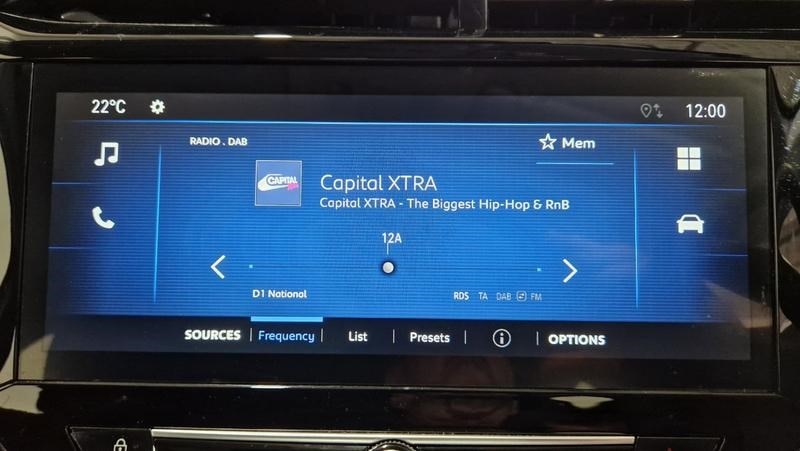 22°C
12:00
RADIO . DAB
Mem
CAPITAL
Capital XTRA
Capital XTRA - The Biggest Hip-Hop & RnB
12A
D1 National
RDS TA DAB FM
SOURCES Frequency List Presets i OPTIONS